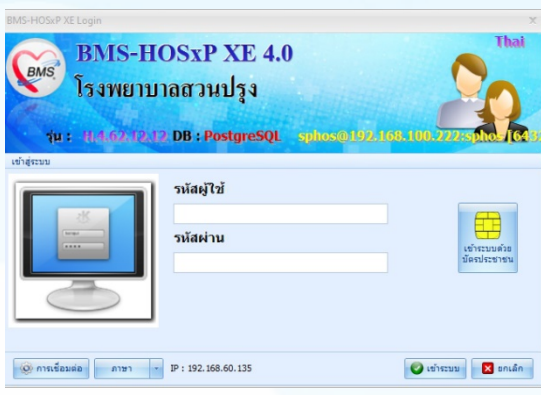 BMS-HOSxP XE Login
BMS
BMS-HOSxP XE 4.0
Thai
โรงพยาบาลสวนปรุง
รุ่น : H.4.62.12.12 DB : PostgreSQL sphos@192.168.100.222:sphos [643
เข้าสู่ระบบ
รหัสผู้ใช้
รหัสผ่าน
เข้าระบบด้วย
บัตรประชาชน
การเชื่อมต่อ ภาษา IP : 192.168.60.135 เข้าระบบ ยกเลิก